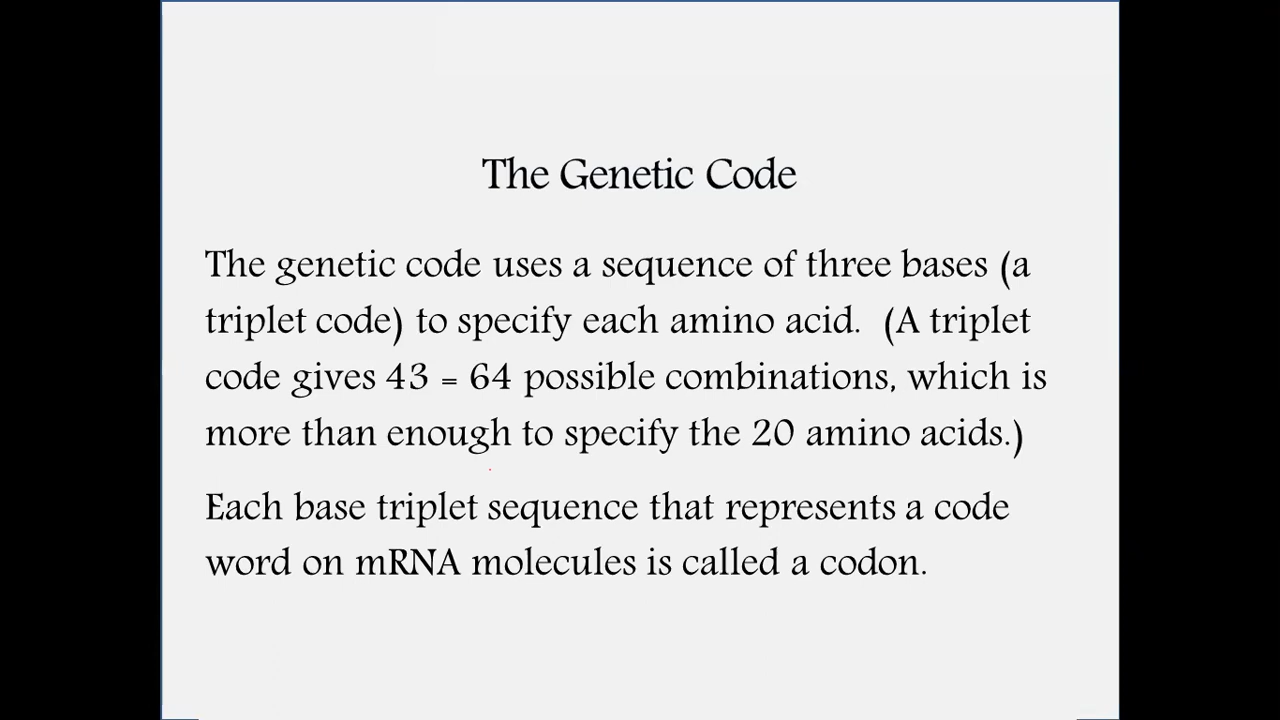 The Genetic Code
The genetic code uses a sequence of three bases (a
triplet code) to specify each amino acid. (A triplet
code gives 43 = 64 possible combinations, which is
more than enough to specify the 20 amino acids.)
Each base triplet sequence that represents a code
word on mRNA molecules is called a codon.